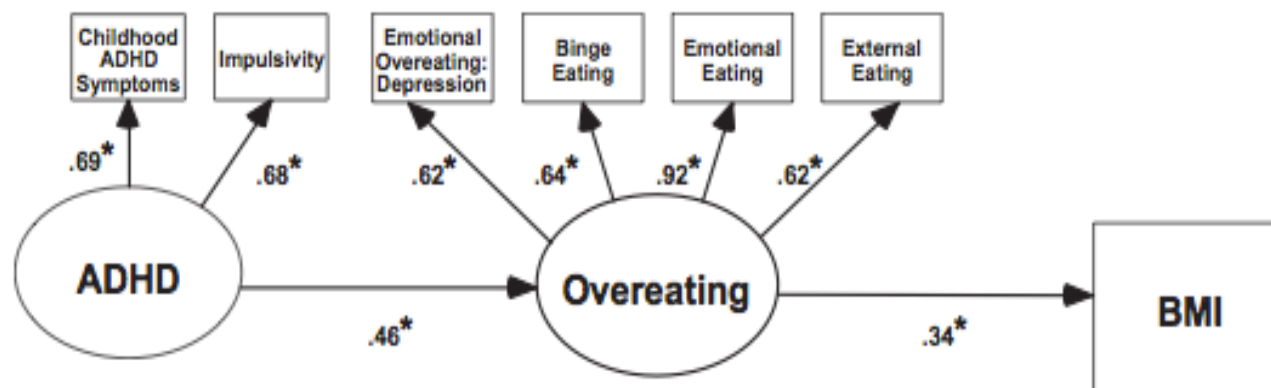 Childhood
ADHD
Symptoms
Impulsivity
Emotional
Overeating:
Depression
Binge
Eating
Emotional
Eating
External
Eating
.69*
.68*
.62*
.64*
.92*
.62*
ADHD
Overeating
BMI
.46*
.34*